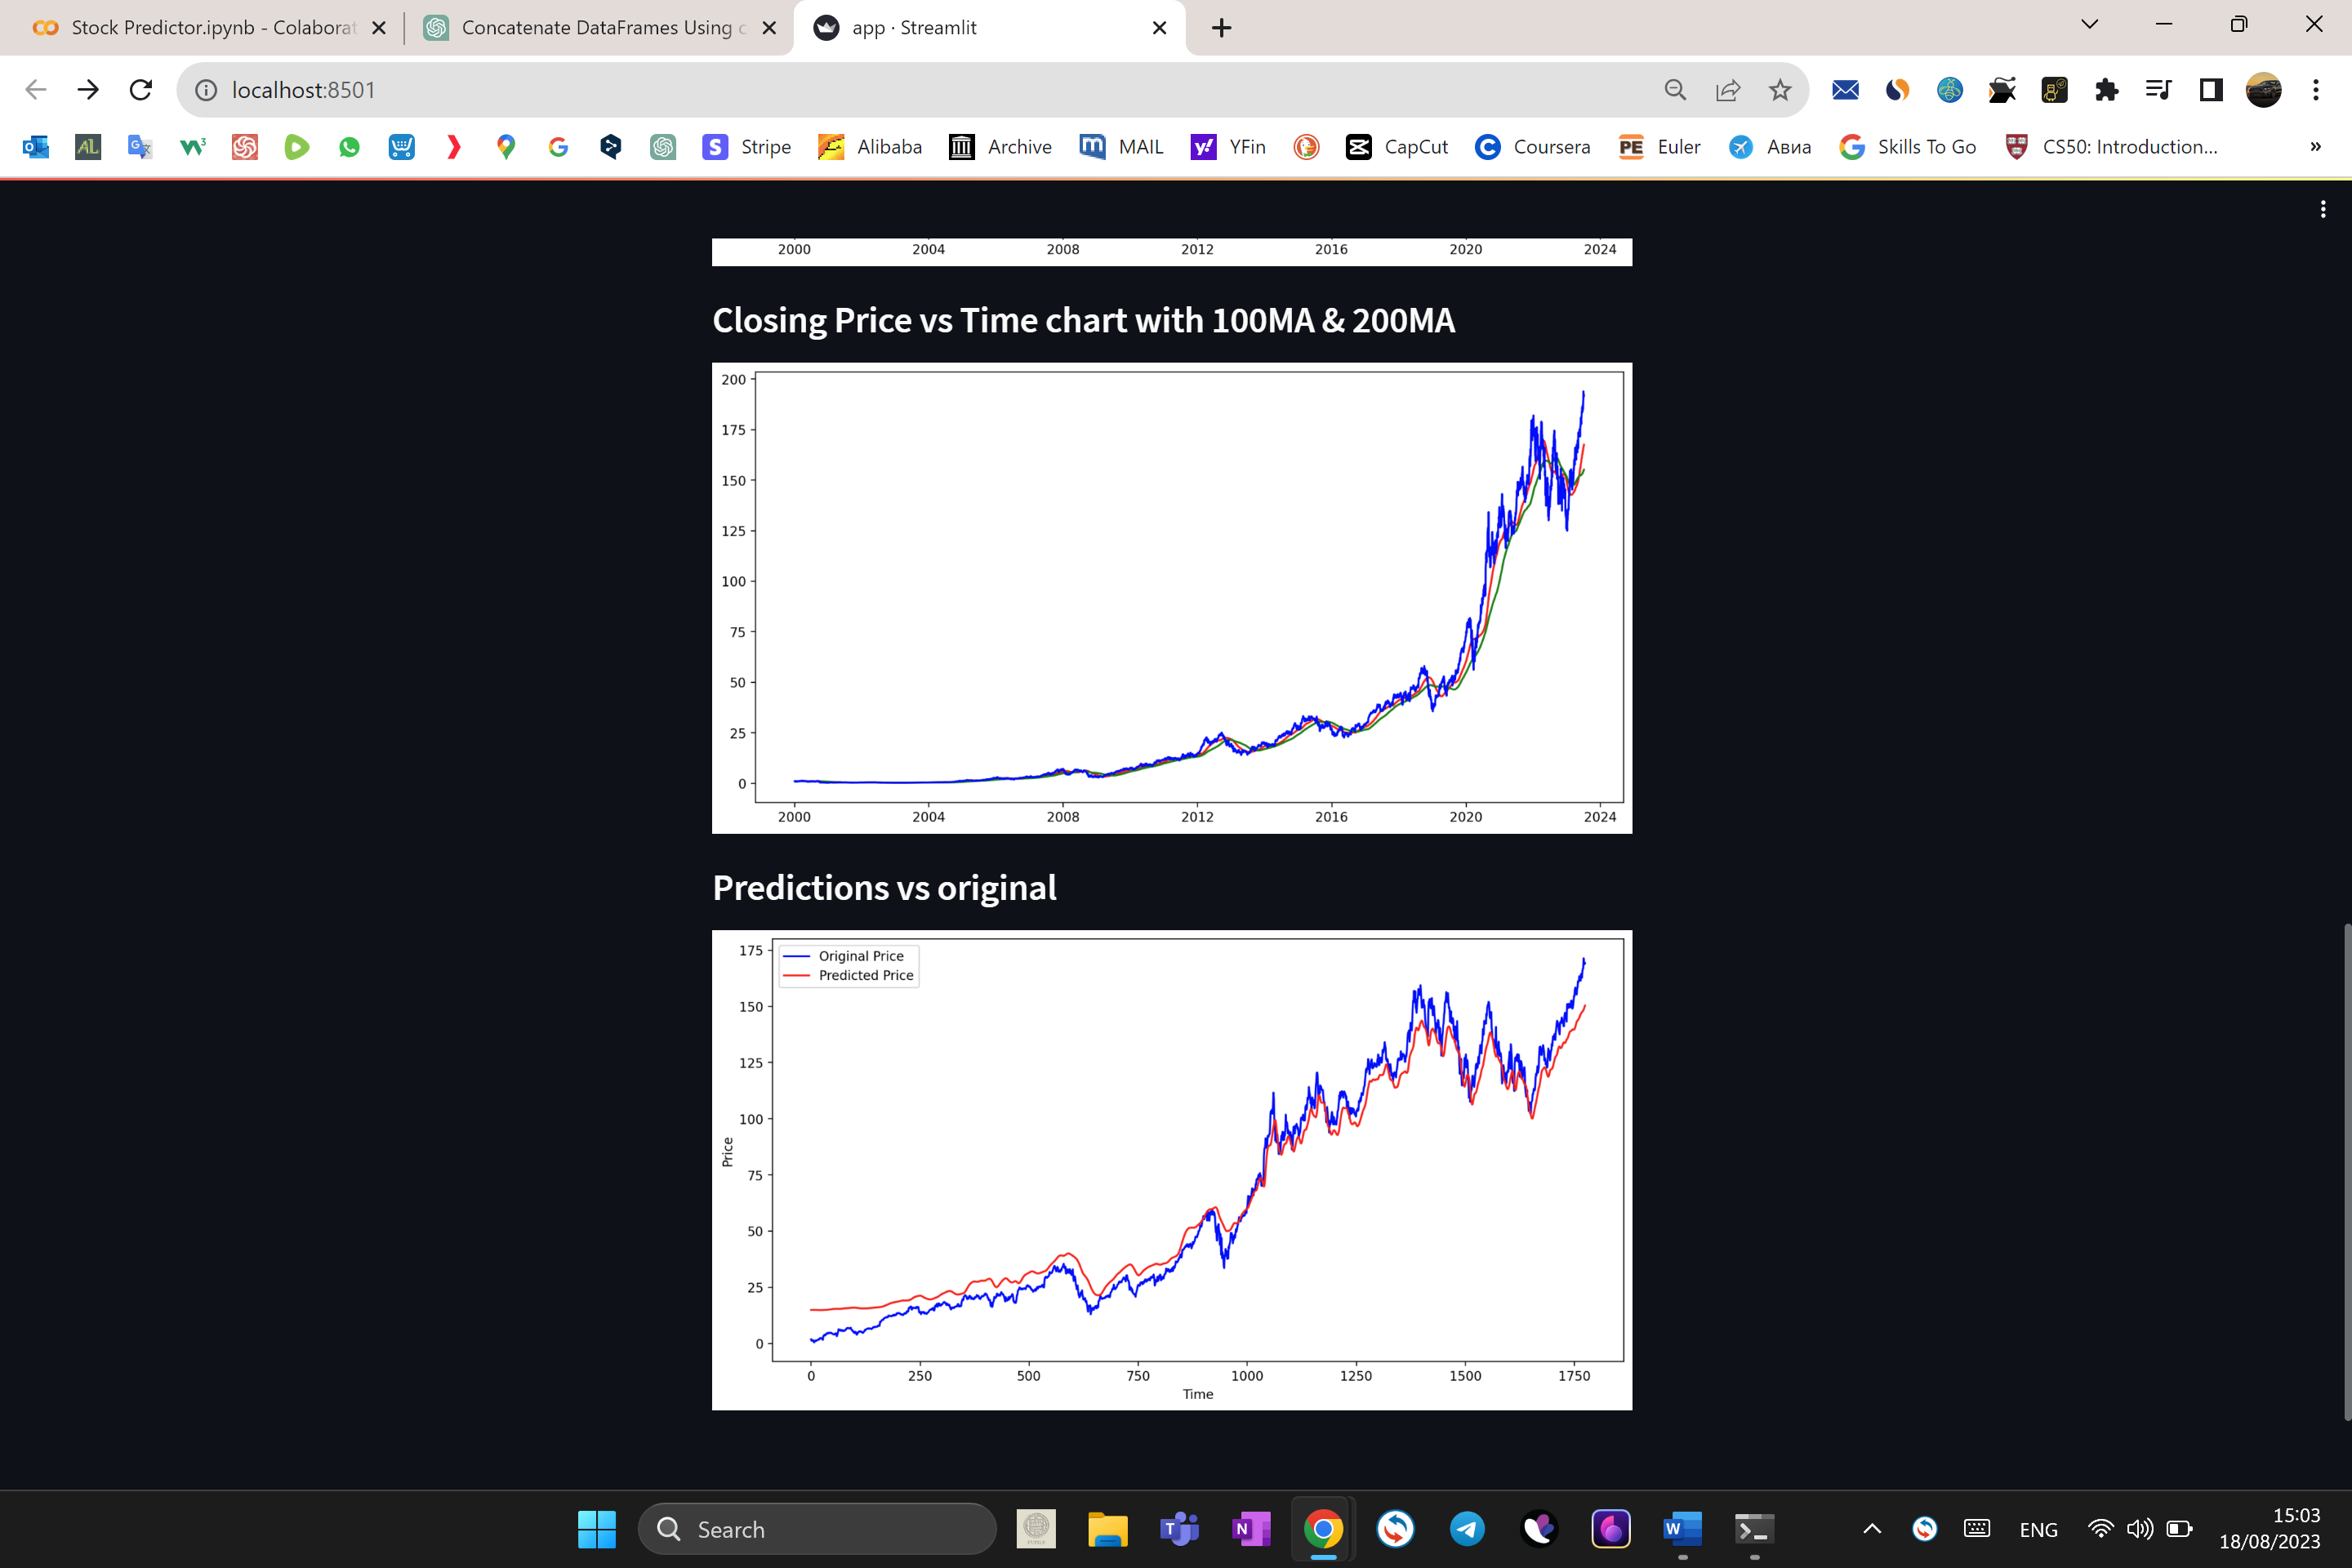 Stock Predictor.ipynb - Colaborat
Concatenate DataFrames Using c
app · Streamlit
localhost:8501
Stripe
Alibaba
Archive
MAIL
YFin
CapCut
Coursera
PE Euler
Авиа
Skills To Go
CS50: Introduction...
»
2000 2004 2008 2012 2016 2020 2024
Closing Price vs Time chart with 100MA & 200MA
200
175
150
125
100
75
50
25
0
2000 2004 2008 2012 2016 2020 2024
Predictions vs original
Original Price
Predicted Price
175
150
125
100
75
50
25
0
Price
0 250 500 750 1000 1250 1500 1750
Time
Search
ENG
15:03
18/08/2023